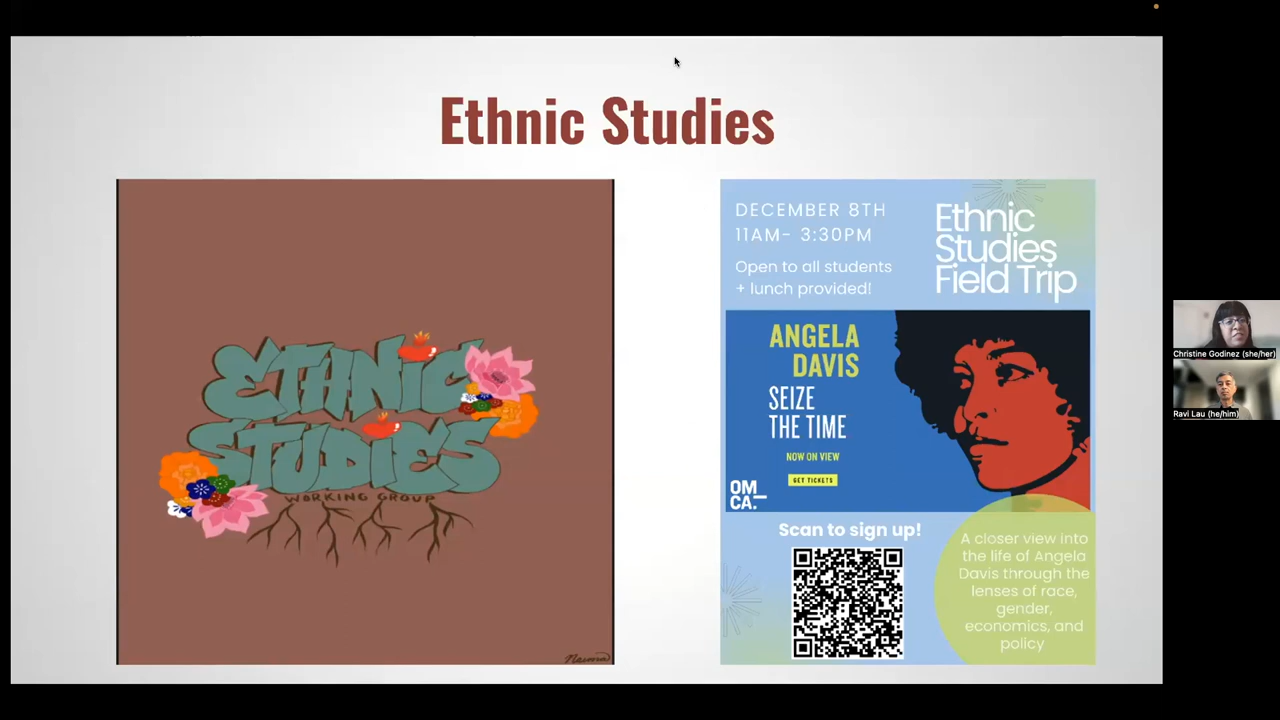 Ethnic Studies
ETHNIC
STUDIES
WORKING GROUP
Naomi
DECEMBER 8TH
11AM- 3:30PM
Open to all students
+ lunch provided!
Ethnic
Studies
Field Trip
ANGELA
DAVIS
SEIZE
THE TIME
NOW ON VIEW
GET TICKETS
OM
CA.
Scan to sign up!
A closer view into
the life of Angela
Davis through the
lenses of race,
gender,
economics, and
policy
Christine Godinez (she/her)
Ravi Lau (he/him)